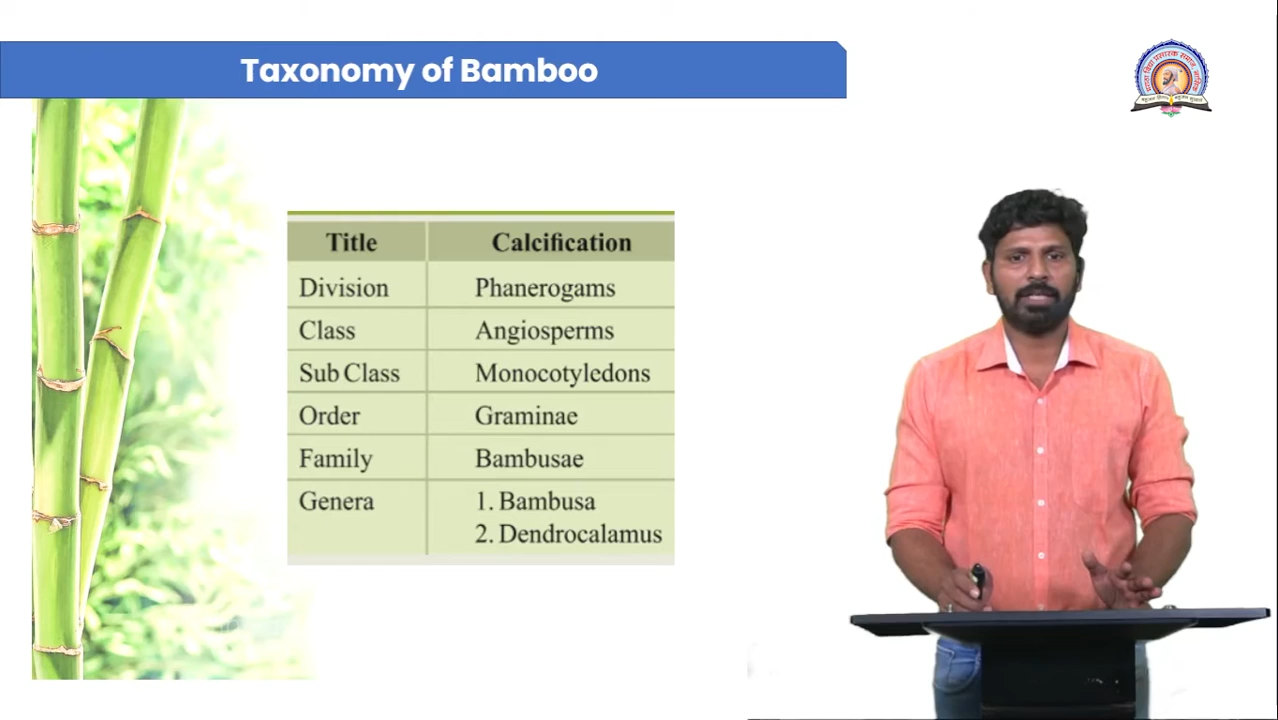 Taxonomy of Bamboo
Title Calcification
Division Phanerogams
Class Angiosperms
Sub Class Monocotyledons
Order Graminae
Family Bambusae
Genera 1. Bambusa
2. Dendrocalamus